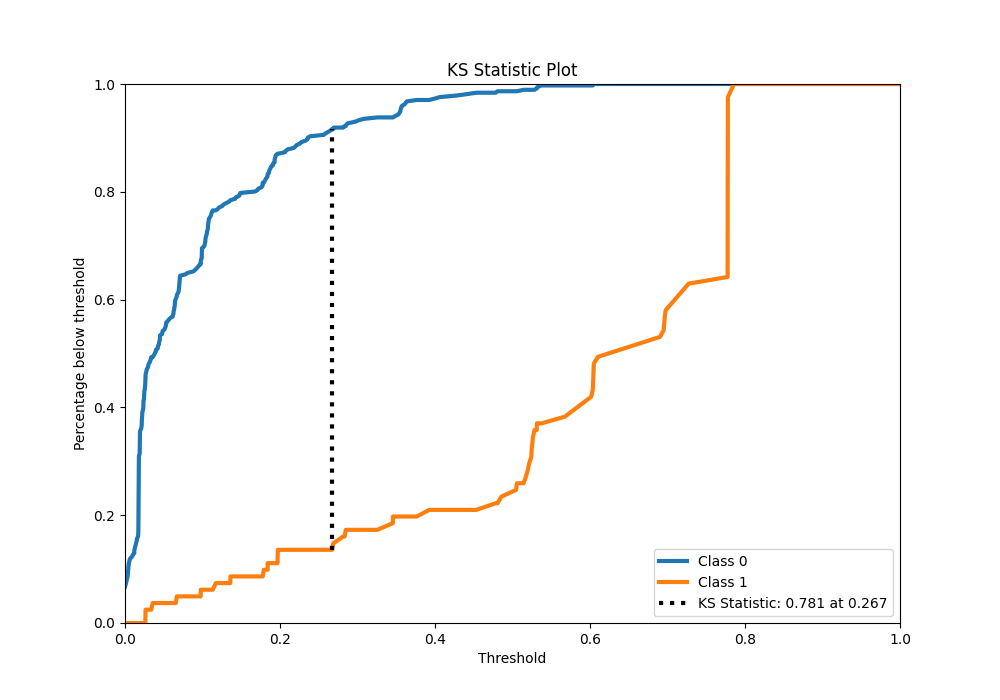 KS Statistic Plot
1.0
0.8
0.6
0.4
0.2
0.0
Percentage below threshold
0.0 0.2 0.4 0.6 0.8 1.0
Threshold
Class 0
Class 1
KS Statistic: 0.781 at 0.267